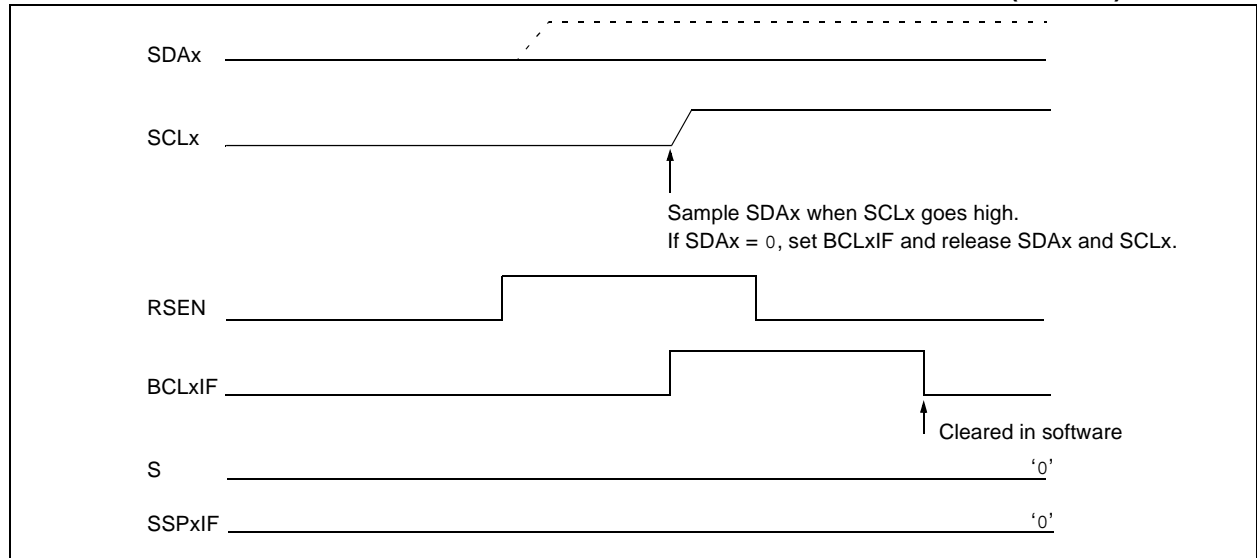 SDAx
SCLx
Sample SDAx when SCLx goes high.
If SDAx = 0, set BCLxIF and release SDAx and SCLx.
RSEN
BCLxIF
Cleared in software
S ‘0’
SSPxIF ‘0’